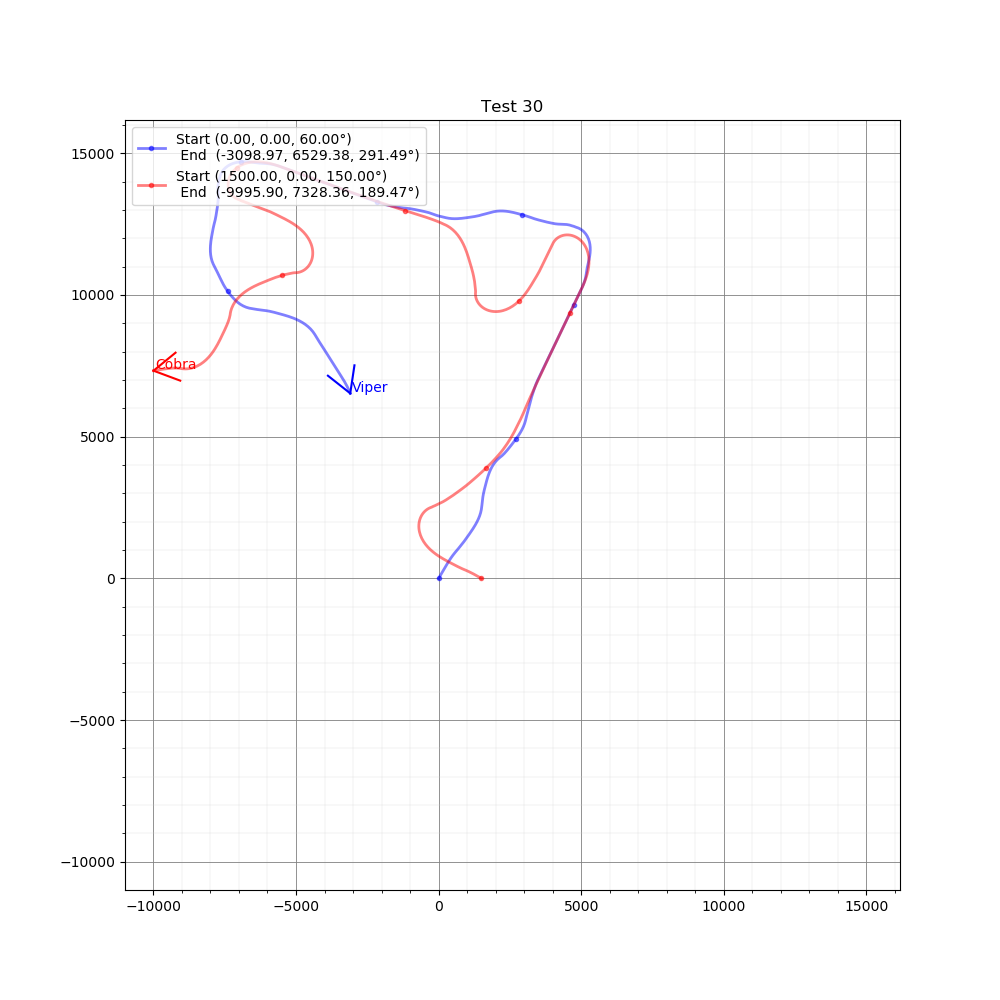 Test 30
Start (0.00, 0.00, 60.00°)
End  (-3098.97, 6529.38, 291.49°)
Start (1500.00, 0.00, 150.00°)
End  (-9995.90, 7328.36, 189.47°)
15000
10000
5000
0
−5000
−10000
Cobra
Viper
−10000
−5000
0
5000
10000
15000